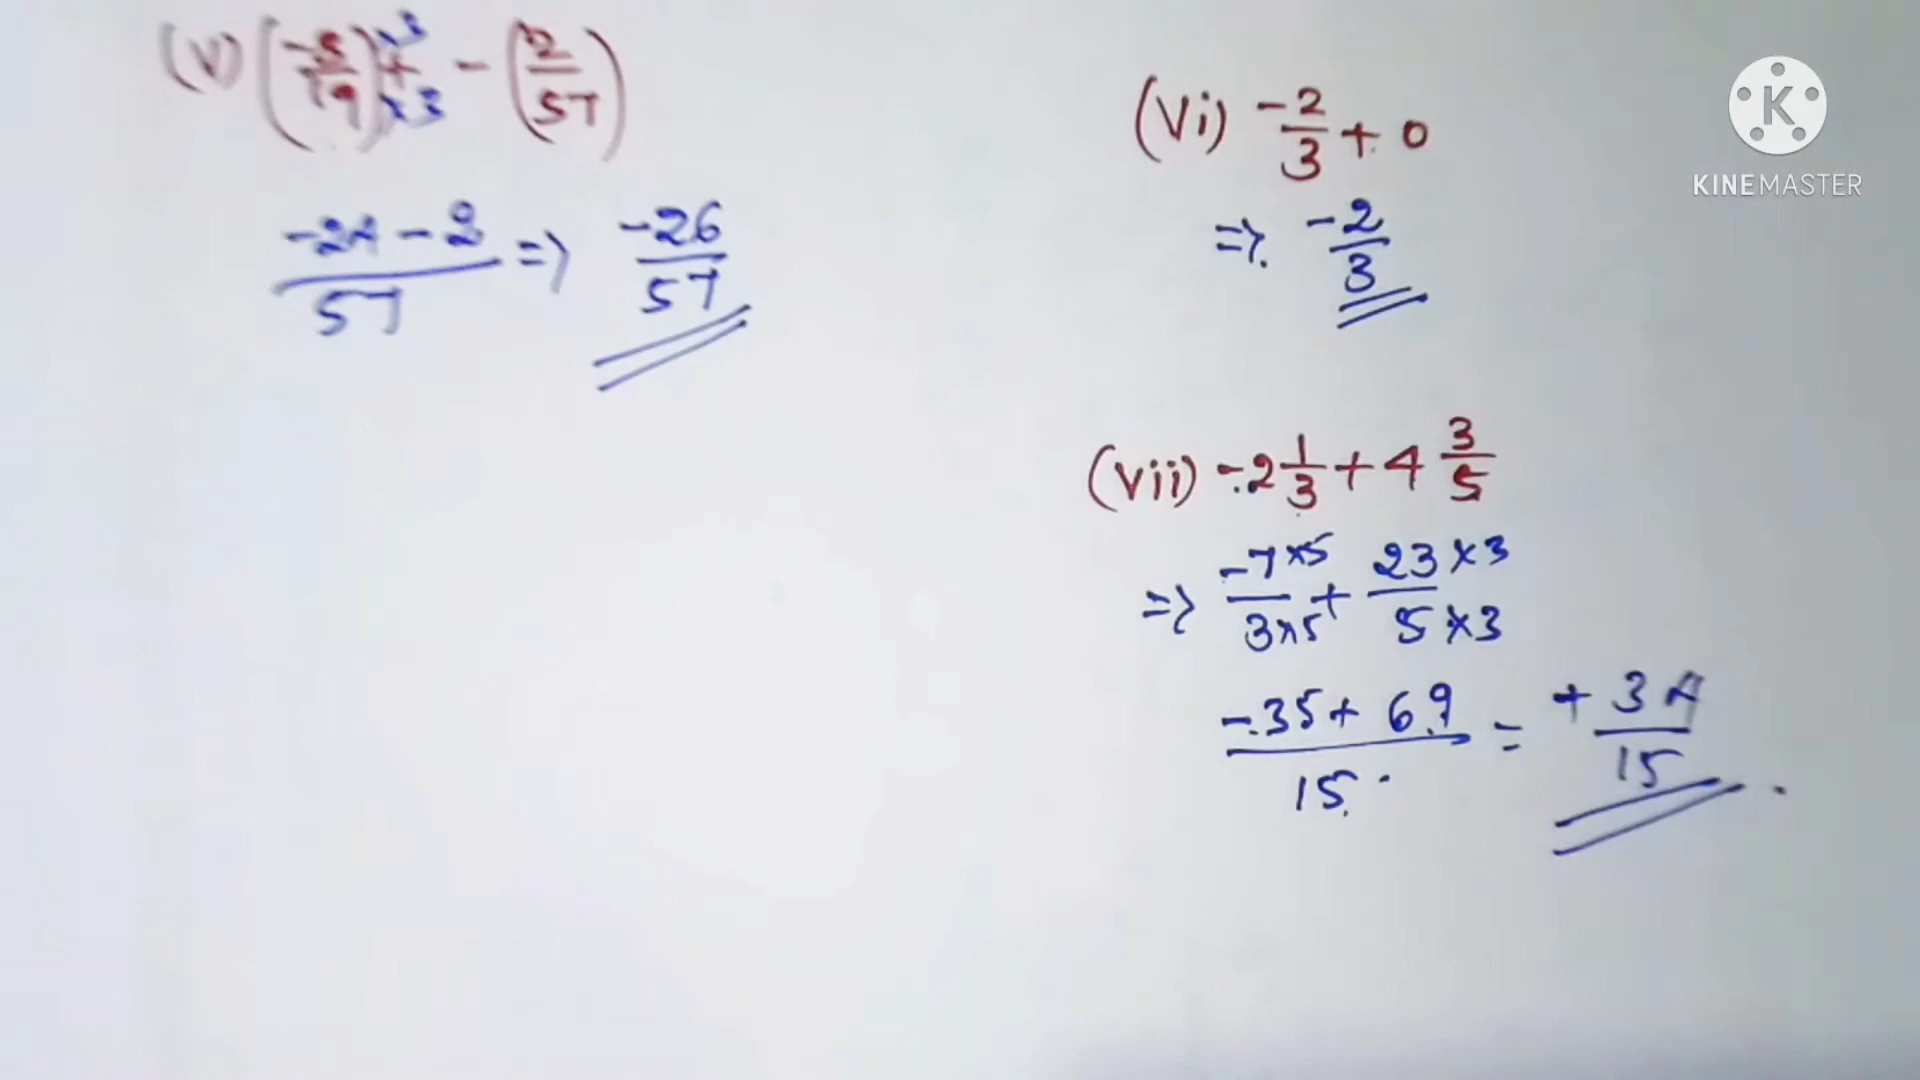 (v) (-8/19 ×3/×3) + - (2/57)
-24-2/57 => -26/57
(Vi) -2/3 + 0
=> -2/3
(Vii) -2 1/3 + 4 3/5
=> -7×5/3×5 + 23×3/5×3
-35+69/15 = +34/15
KINEMASTER